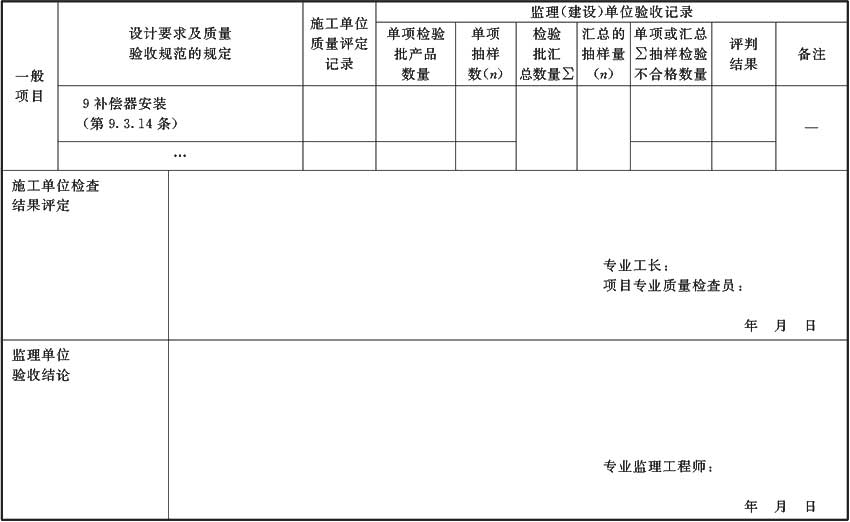 监理(建设)单位验收记录
一般
项目
设计要求及质量
验收规范的规定
施工单位
质量评定
记录
单项检验
批产品
数量
单项
抽样
数(n)
检验
批汇
总数量∑
汇总的
抽样量
(n)
单项或汇总
∑抽样检验
不合格数量
评判
结果
备注
9 补偿器安装
(第 9.3.14 条)
—
…
施工单位检查
结果评定
专业工长:
项目专业质量检查员:
年 月 日
监理单位
验收结论
专业监理工程师:
年 月 日